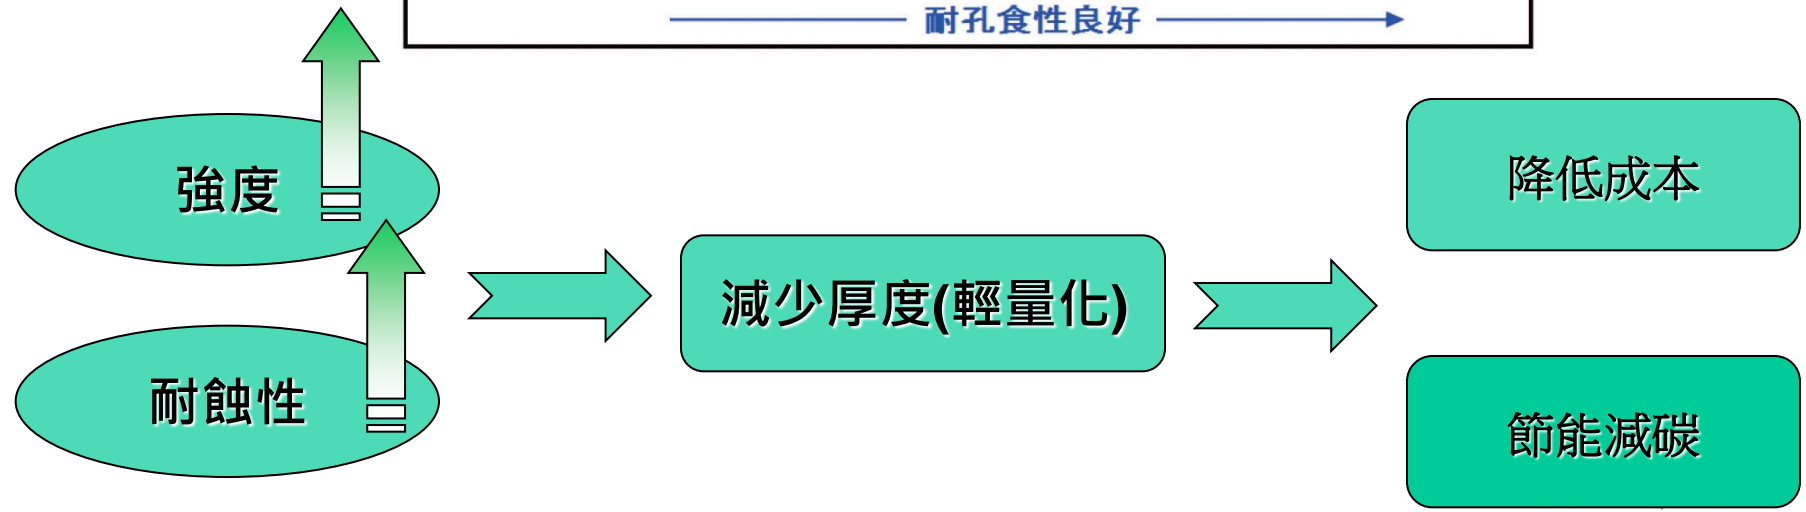 耐孔食性良好
強度
耐蝕性
減少厚度(輕量化)
降低成本
節能減碳